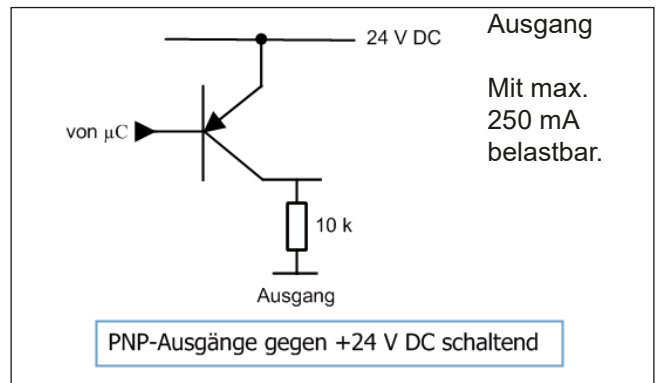 24 V DC
Ausgang
Mit max.
250 mA
belastbar.
von µC
10 k
Ausgang
PNP-Ausgänge gegen +24 V DC schaltend